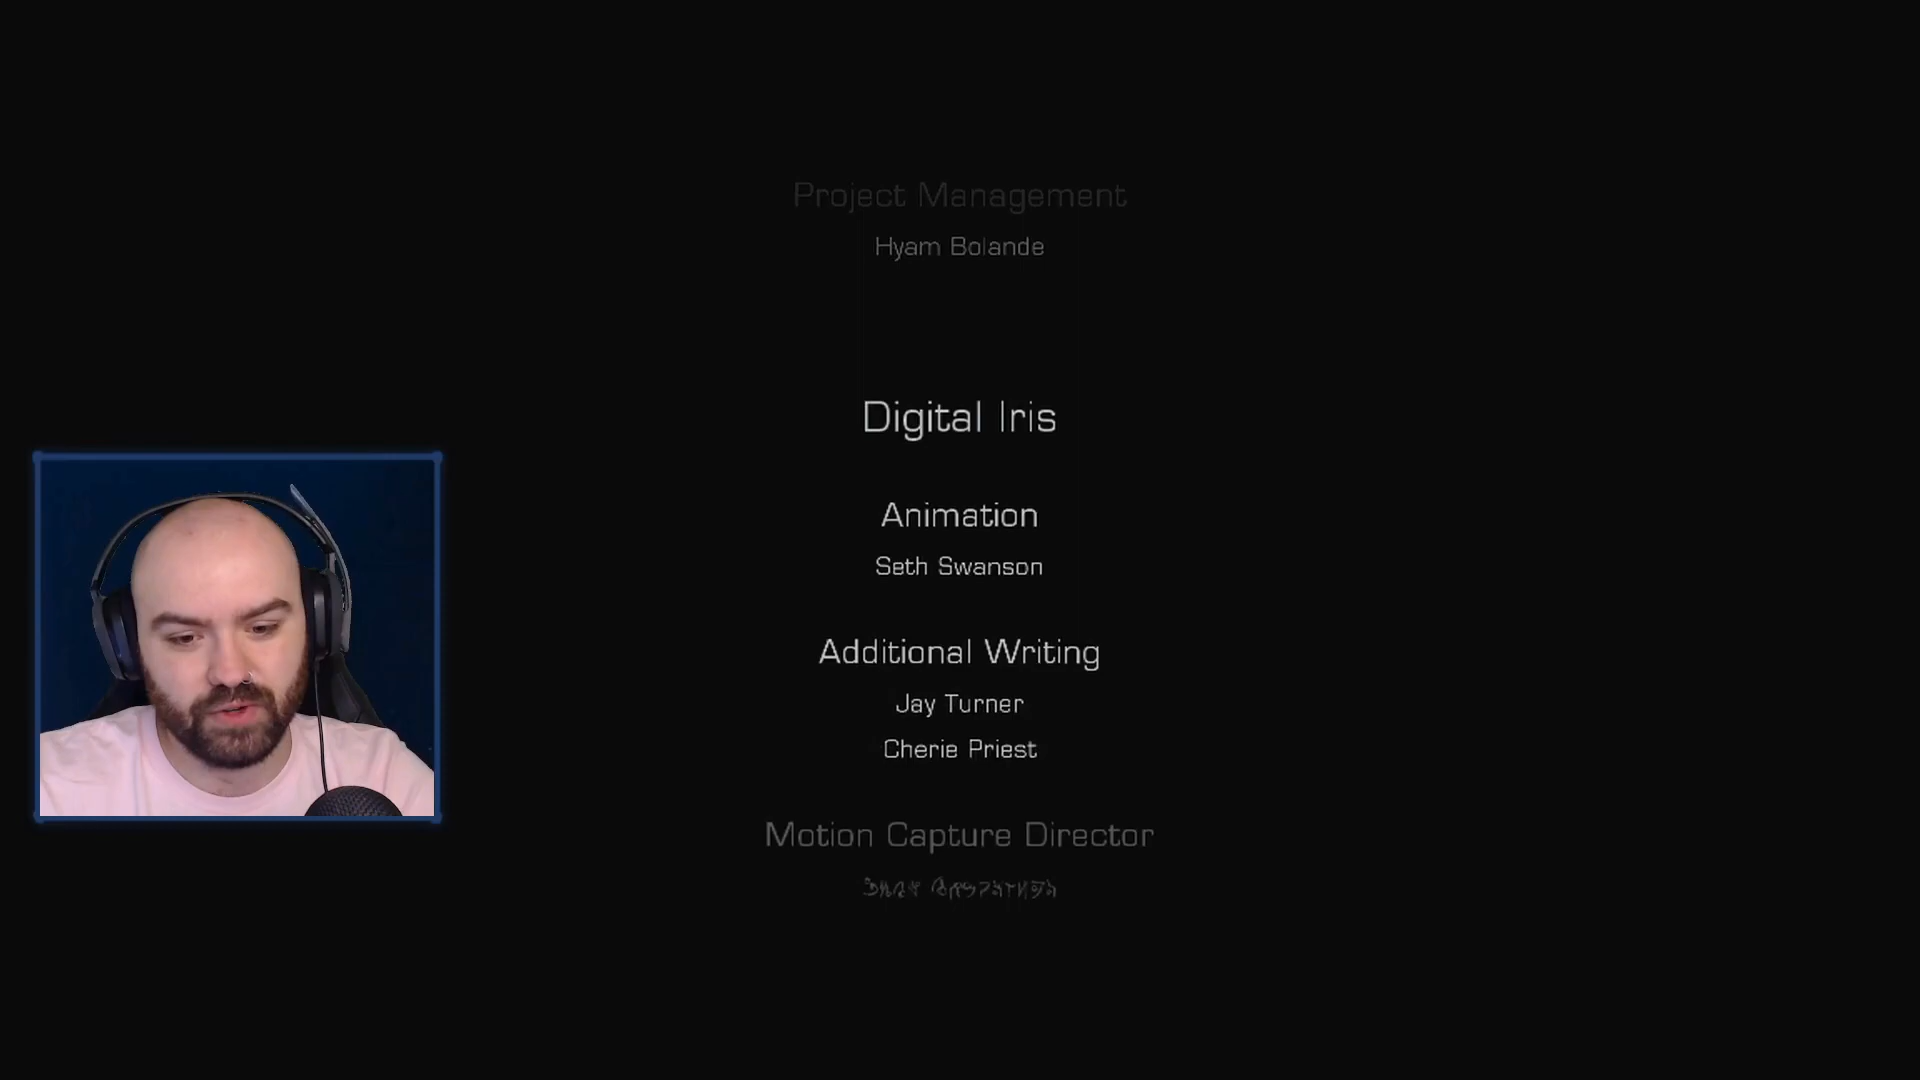 Project Management
Hyam Bolande
Digital Iris
Animation
Seth Swanson
Additional Writing
Jay Turner
Cherie Priest
Motion Capture Director